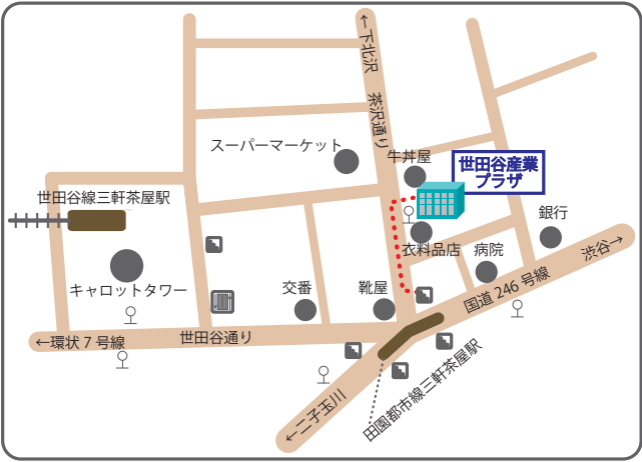 ←下北沢
茶沢通り
スーパーマーケット
牛丼屋
世田谷産業
プラザ
世田谷線三軒茶屋駅
銀行
衣料品店
病院
渋谷→
キャロットタワー
交番
靴屋
国道246号線
←環状7号線
世田谷通り
田園都市線三軒茶屋駅
←二子玉川